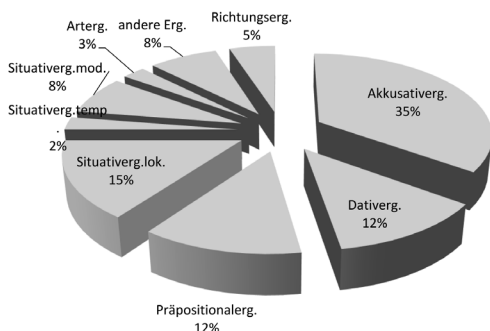 Richtungserg.
5%
andere Erg.
8%
Arterg.
3%
Situativerg.mod.
8%
Situativerg.temp
.
2%
Situativerg.lok.
15%
Akkusativerg.
35%
Dativerg.
12%
Präpositionalerg.
12%